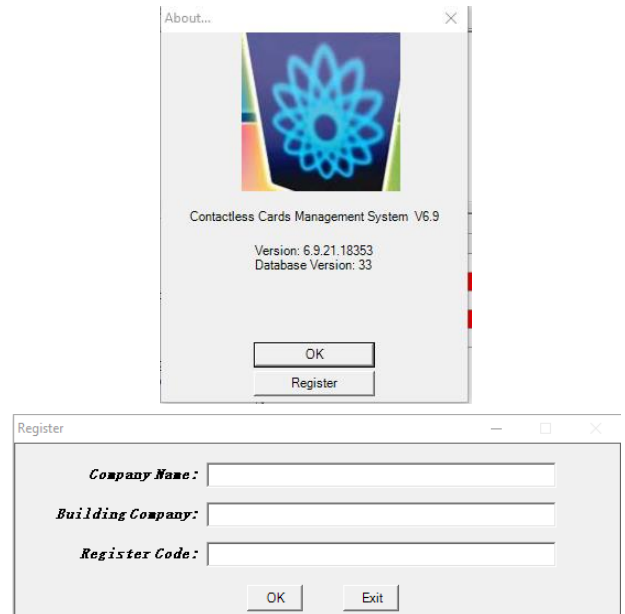 About...
Contactless Cards Management System V6.9
Version: 6.9.21.18353
Database Version: 33
OK
Register
Register
Company Name:
Building Company:
Register Code:
OK Exit